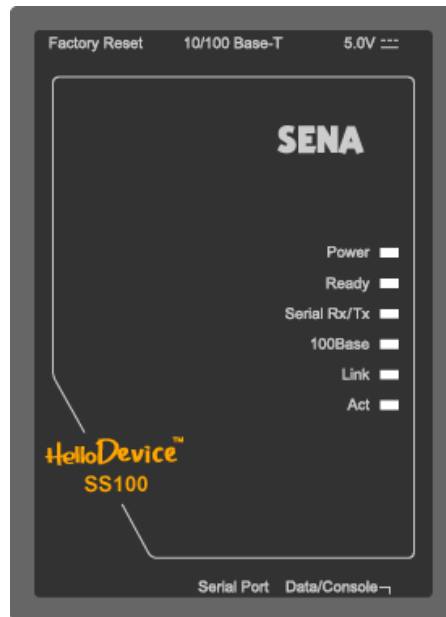 Factory Reset 10/100 Base-T 5.0V ⎓
SENA
Power
Ready
Serial Rx/Tx
100Base
Link
Act
HelloDevice™
SS100
Serial Port Data/Console